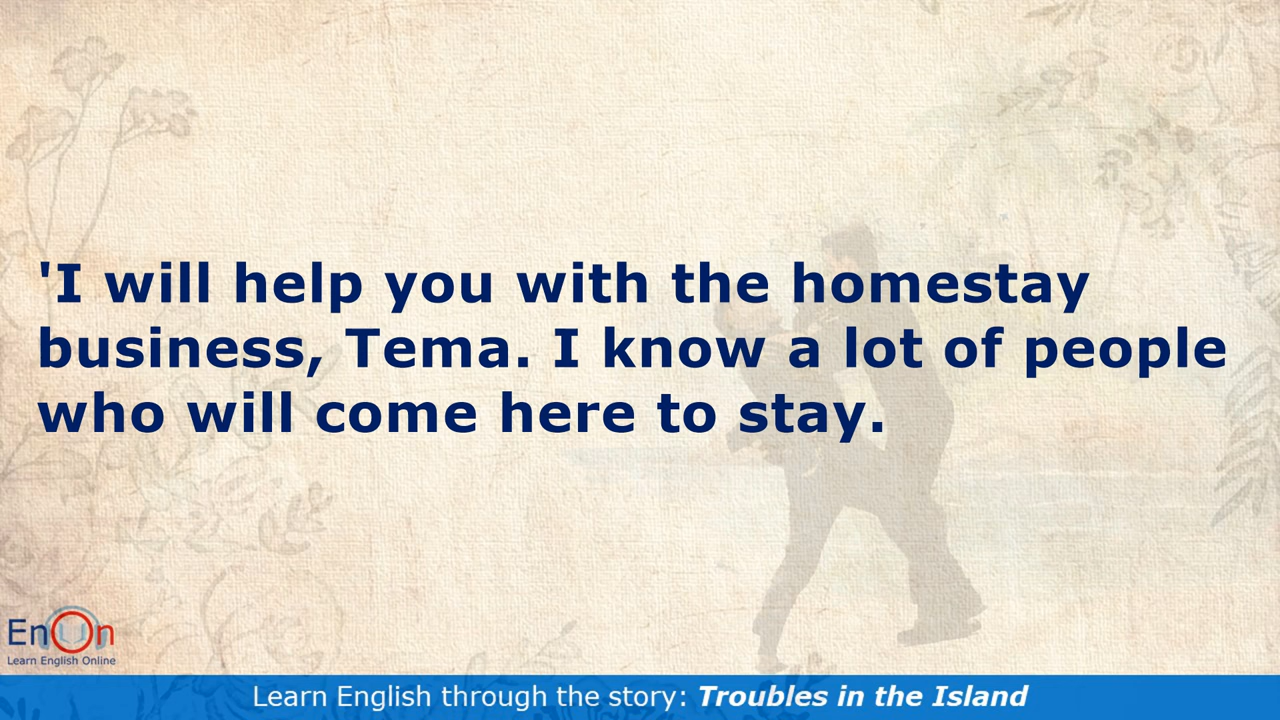 'I will help you with the homestay
business, Tema. I know a lot of people
who will come here to stay.
EnOn
Learn English Online
Learn English through the story: Troubles in the Island